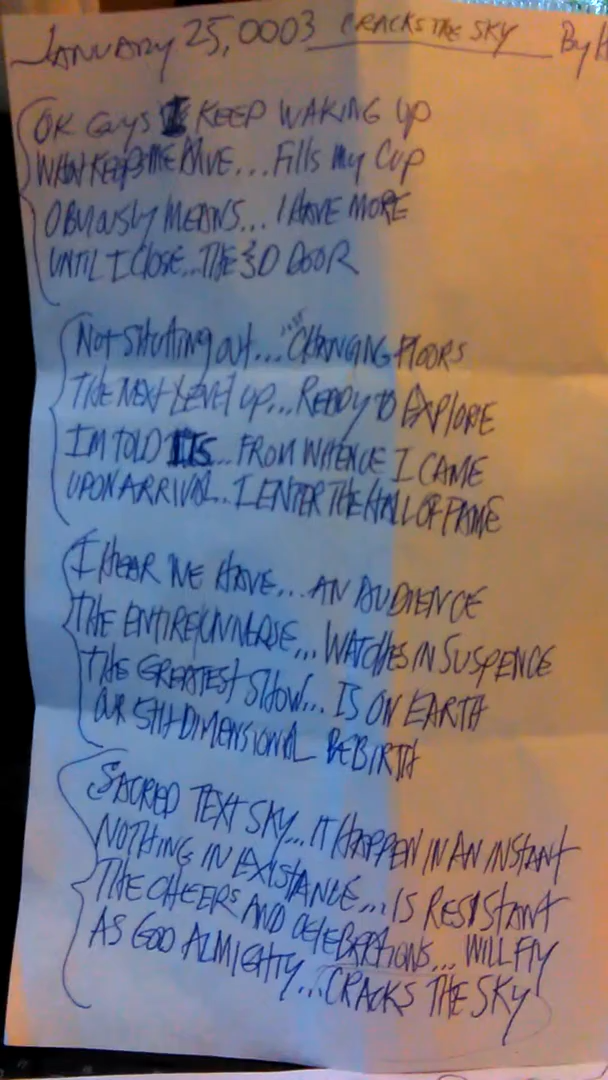 JANUARY 25,0003 CRACKS THE SKY By
OK Guys I KEEP WAKING UP
WHAT KEEPS ME ALIVE... Fills My Cup
OBVIOUSLY MEANS... I HAVE MORE
UNTIL I Close... THE 3D DOOR
Not Shutting out... "JUST" CHANGING FLOORS
THE NEXT LEVEL UP... READY TO EXPLORE
IM TOLD ITS... FROM WHENCE I CAME
UPON ARRIVAL... I ENTER THE HALL OF FAME
I HEAR WE HAVE... AN AUDIENCE
THE ENTIRE UNIVERSE... WATCHES IN SUSPENCE
THE GREATEST SHOW... IS ON EARTH
OUR 5TH DIMENSIONAL REBIRTH
SACRED TEXT SKY... IT HAPPEN IN AN INSTANT
NOTHING IN EXISTANCE... IS RESISTANT
THE CHEERS AND CELEBRATIONS... WILL FLY
AS GOD ALMIGHTY... CRACKS THE SKY